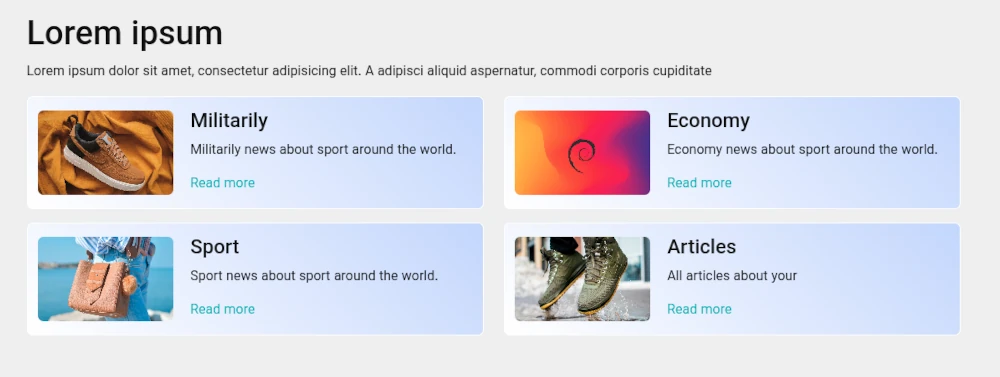 Lorem ipsum
Lorem ipsum dolor sit amet, consectetur adipisicing elit. A adipisci aliquid aspernatur, commodi corporis cupiditate
Militarily
Militarily news about sport around the world.
Read more
Economy
Economy news about sport around the world.
Read more
Sport
Sport news about sport around the world.
Read more
Articles
All articles about your
Read more